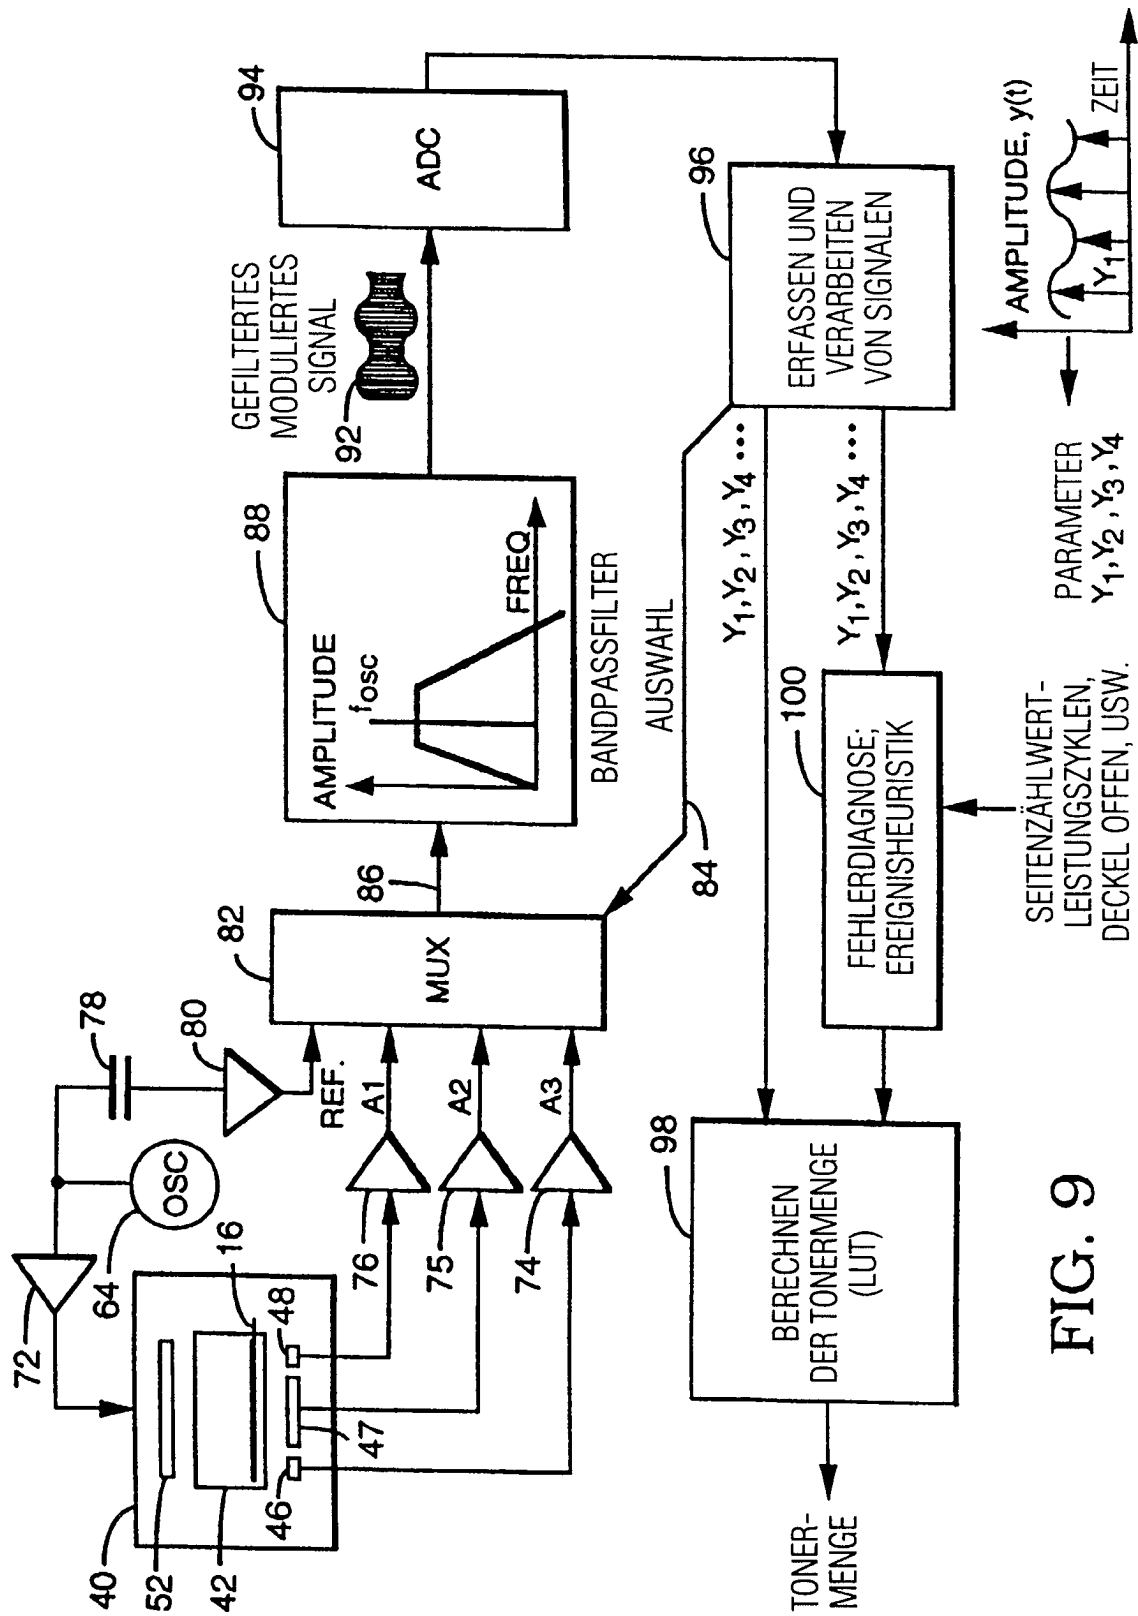 40
52
42
46
47
48
16
72
64
OSC
78
80
REF.
76
A1
75
A2
74
A3
82
MUX
86
88
AMPLITUDE
fOSC
FREQ
BANDPASSFILTER
GEFILTERTES
MODULIERTES
SIGNAL
92
94
ADC
AUSWAHL
84
96
ERFASSEN UND
VERARBEITEN
VON SIGNALEN
Y1,Y2,Y3,Y4 ...
Y1,Y2,Y3,Y4 ...
98
BERECHNEN
DER TONERMENGE
(LUT)
TONER-
MENGE
100
FEHLERDIAGNOSE;
EREIGNISHEURISTIK
SEITENZÄHLWERT-
LEISTUNGSZYKLEN,
DECKEL OFFEN, USW.
PARAMETER
Y1,Y2,Y3,Y4
AMPLITUDE, y(t)
Y1
ZEIT
FIG. 9